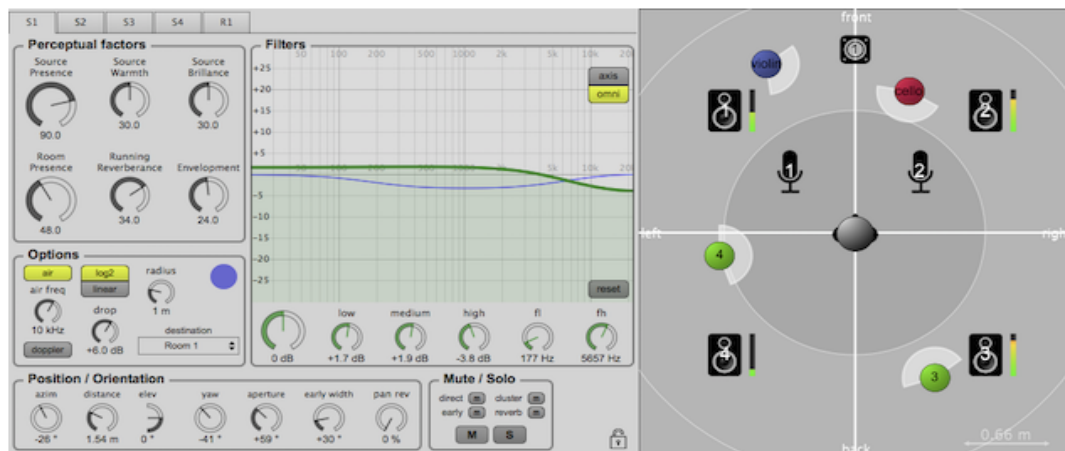 S1 S2 S3 S4 R1
Perceptual factors
Source Presence
Source Warmth
Source Brillance
90.0
30.0
30.0
Room Presence
Running Reverberance
Envelopment
48.0
34.0
24.0
Options
air
log2
linear
radius
air freq
1 m
drop
10 kHz
destination
doppler
+6.0 dB
Room 1
Filters
50 100 200 500 1000 2k 5k 10k 20k
+25
+20
+15
+10
+5
-5
-10
-15
-20
-25
axis
omni
reset
low
medium
high
fl
fh
0 dB
+1.7 dB
+1.9 dB
-3.8 dB
177 Hz
5657 Hz
Position / Orientation
azim
distance
elev
yaw
aperture
early width
pan rev
-26 °
1.54 m
0 °
-41 °
+59 °
+30 °
0 %
Mute / Solo
direct
cluster
early
reverb
M
S
front
1
violin
cello
1
2
1
2
left
right
4
4
3
3
back
0.66 m